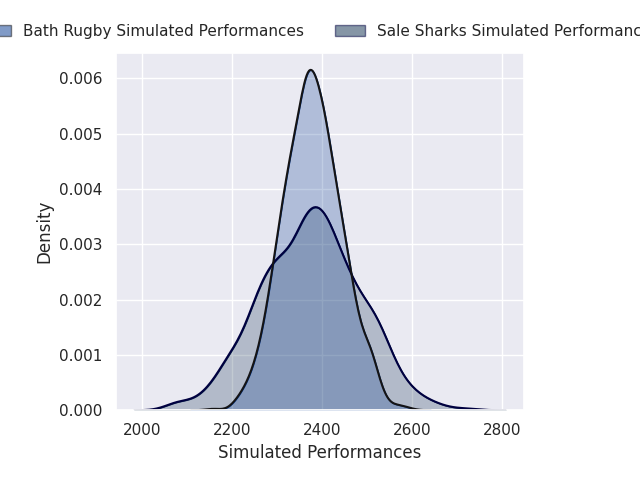 Bath Rugby Simulated Performances
Sale Sharks Simulated
0.006
0.005
0.004
0.003
0.002
0.001
0.000
Density
2000 2200 2400 2600 2800
Simulated Performances